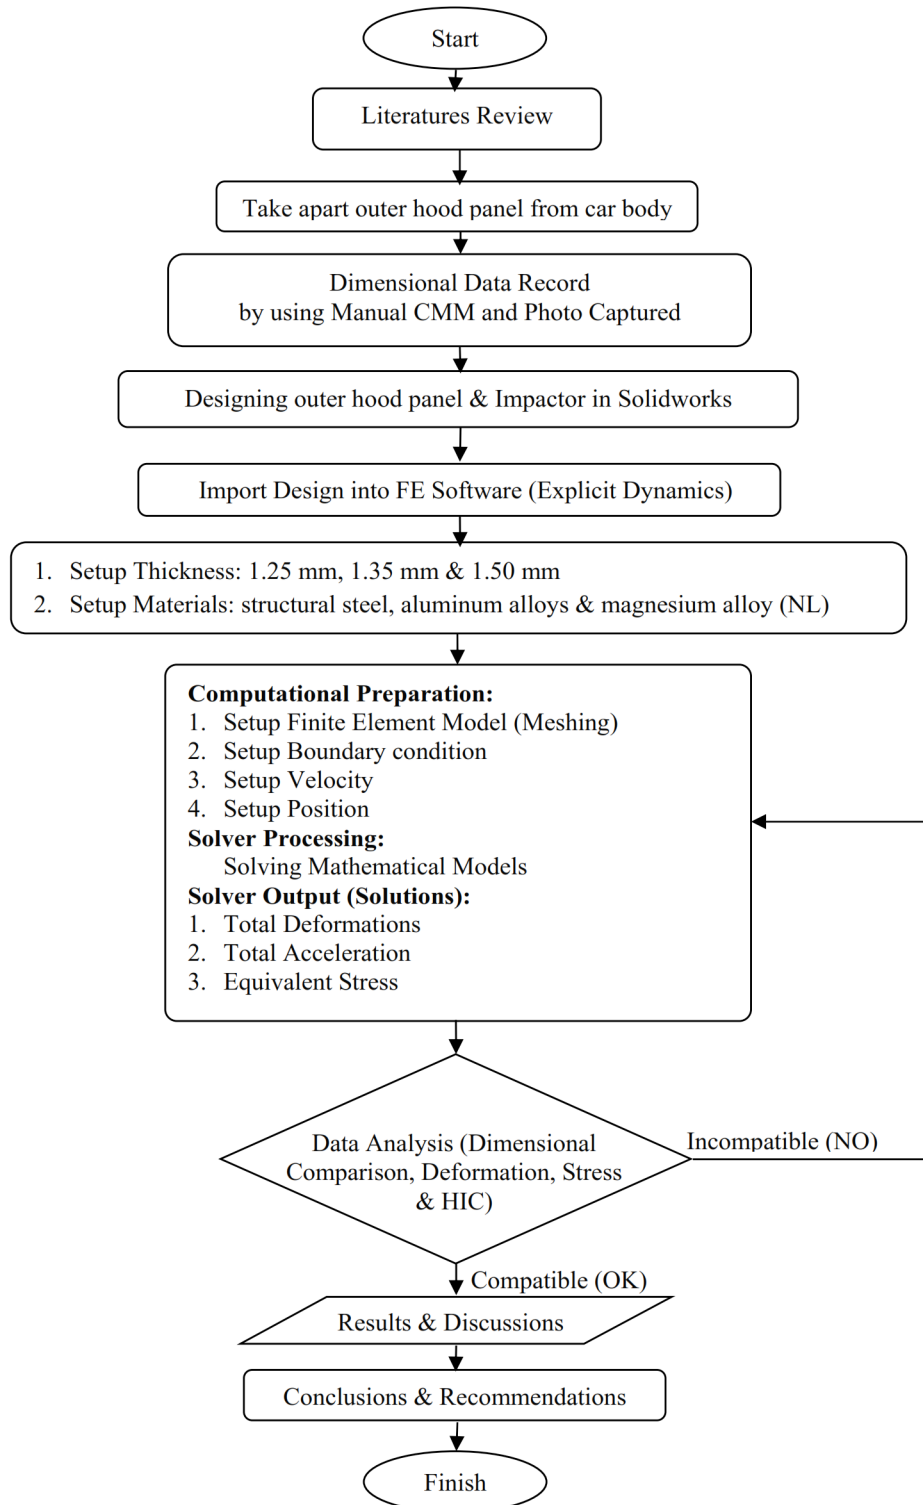 Start
Literatures Review
Take apart outer hood panel from car body
Dimensional Data Record
by using Manual CMM and Photo Captured
Designing outer hood panel & Impactor in Solidworks
Import Design into FE Software (Explicit Dynamics)
1. Setup Thickness: 1.25 mm, 1.35 mm & 1.50 mm
2. Setup Materials: structural steel, aluminum alloys & magnesium alloy (NL)
Computational Preparation:
1. Setup Finite Element Model (Meshing)
2. Setup Boundary condition
3. Setup Velocity
4. Setup Position
Solver Processing:
Solving Mathematical Models
Solver Output (Solutions):
1. Total Deformations
2. Total Acceleration
3. Equivalent Stress
Data Analysis (Dimensional
Comparison, Deformation, Stress
& HIC)
Incompatible (NO)
Compatible (OK)
Results & Discussions
Conclusions & Recommendations
Finish